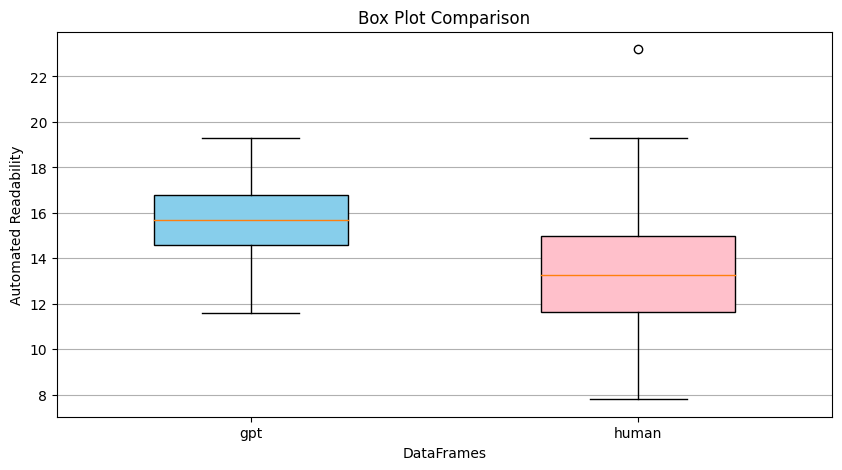 Box Plot Comparison
Automated Readability
22
20
18
16
14
12
10
8
gpt
human
DataFrames